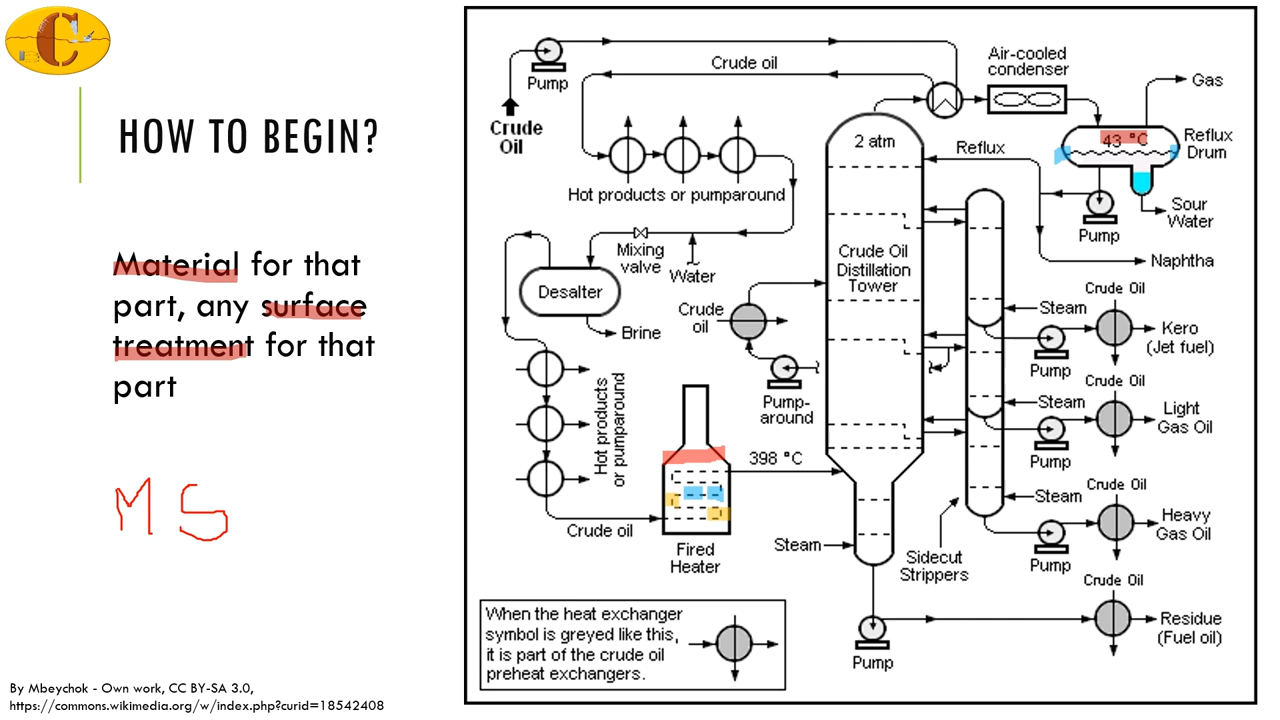 HOW TO BEGIN?
Material for that
part, any surface
treatment for that
part
M S
By Mbeychok - Own work, CC BY-SA 3.0,
https://commons.wikimedia.org/w/index.php?curid=18542408
Pump
Crude oil
Crude
Oil
Air-cooled
condenser
Gas
2 atm
43 °C
Reflux
Drum
Reflux
Hot products or pumparound
Sour
Water
Pump
Mixing
valve
Water
Naphtha
Desalter
Brine
Crude Oil
Distillation
Tower
Crude
oil
Steam
Crude Oil
Kero
(Jet fuel)
Pump
Pump-
around
Hot products
or pumparound
Steam
Crude Oil
Light
Gas Oil
Pump
398 °C
Crude oil
Fired
Heater
Steam
Sidecut
Strippers
Steam
Crude Oil
Heavy
Gas Oil
Pump
Crude Oil
Residue
(Fuel oil)
Pump
When the heat exchanger
symbol is greyed like this,
it is part of the crude oil
preheat exchangers.